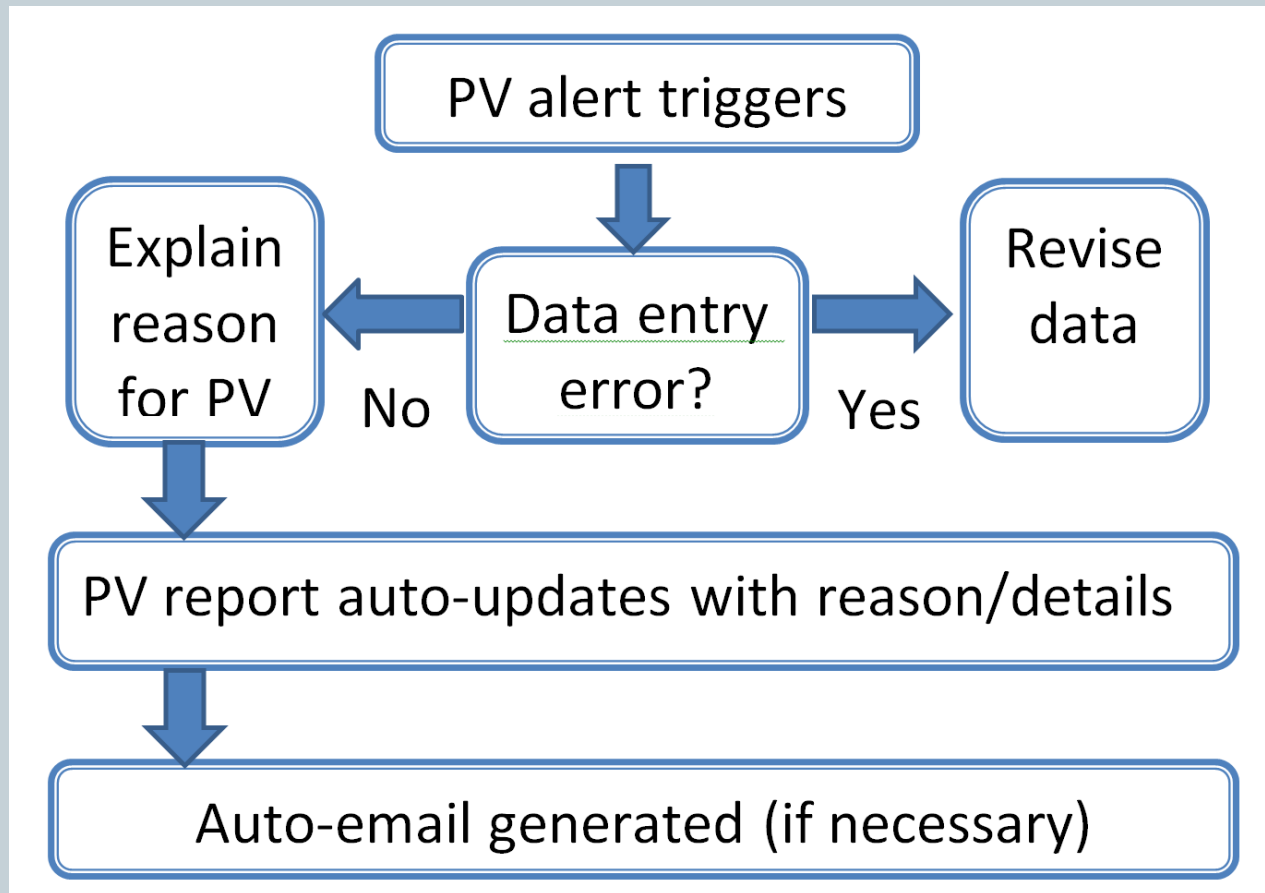 PV alert triggers
Explain
reason
for PV
No
Data entry
error?
Yes
Revise
data
PV report auto-updates with reason/details
Auto-email generated (if necessary)